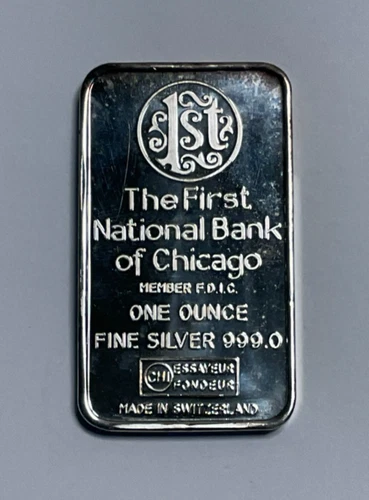 1st
The First
National Bank
of Chicago
MEMBER F.D.I.C.
ONE OUNCE
FINE SILVER 999.0
CHI ESSAYEUR
FONDEUR
MADE IN SWITZERLAND